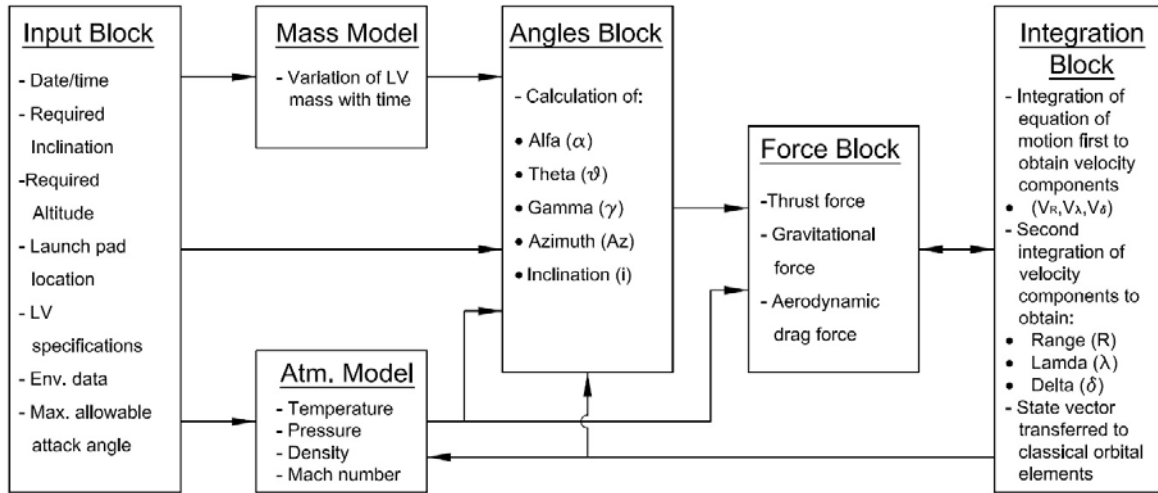 Input Block
- Date/time
- Required
Inclination
-Required
Altitude
- Launch pad
location
- LV
specifications
- Env. data
- Max. allowable
attack angle
Mass Model
- Variation of LV
mass with time
Atm. Model
- Temperature
- Pressure
- Density
- Mach number
Angles Block
- Calculation of:
• Alfa (α)
• Theta (ϑ)
• Gamma (γ)
• Azimuth (Az)
• Inclination (i)
Force Block
-Thrust force
- Gravitational
force
- Aerodynamic
drag force
Integration
Block
- Integration of
equation of
motion first to
obtain velocity
components
• (VR,Vλ,Vδ)
- Second
integration of
velocity
components to
obtain:
• Range (R)
• Lamda (λ)
• Delta (δ)
- State vector
transferred to
classical orbital
elements